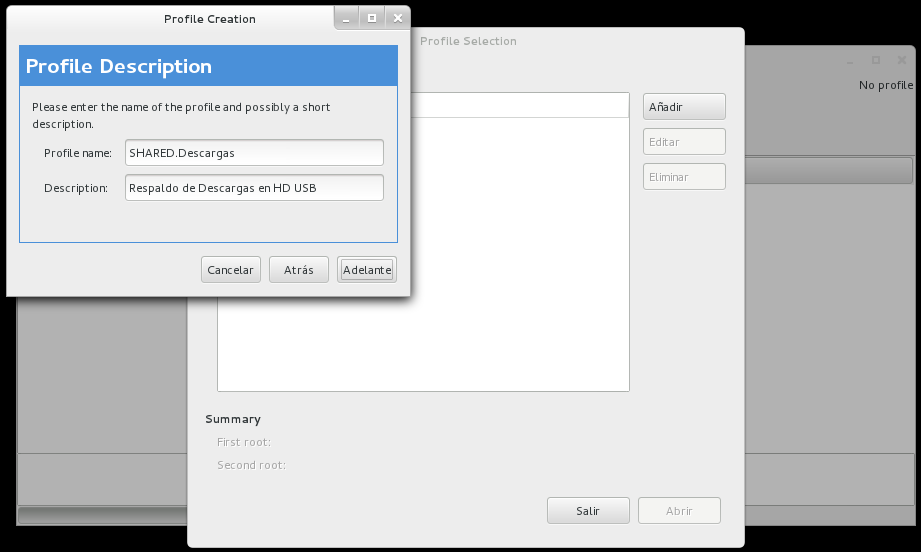 Profile Creation
Profile Description
Please enter the name of the profile and possibly a short
description.
Profile name: SHARED.Descargas
Description: Respaldo de Descargas en HD USB
Cancelar Atrás Adelante
Profile Selection
Añadir
Editar
Eliminar
Summary
First root:
Second root:
Salir Abrir
No profile